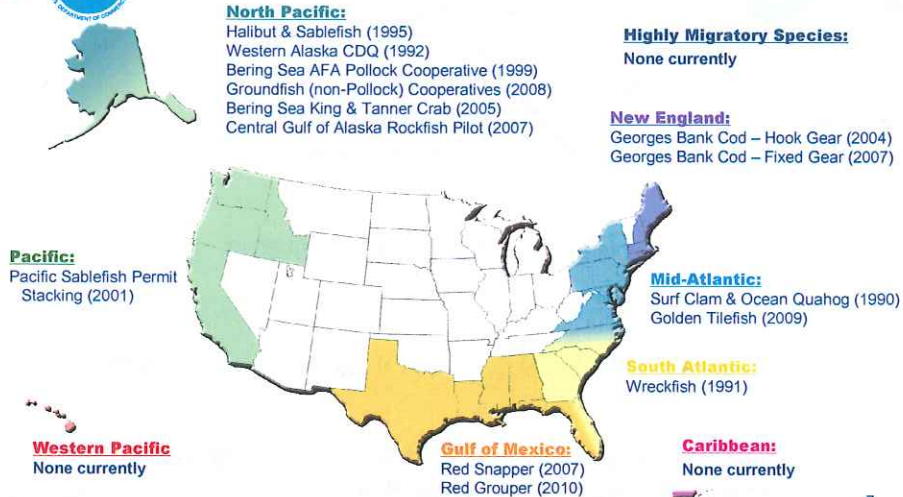 DEPARTMENT OF COMMERCE
North Pacific:
Halibut & Sablefish (1995)
Western Alaska CDQ (1992)
Bering Sea AFA Pollock Cooperative (1999)
Groundfish (non-Pollock) Cooperatives (2008)
Bering Sea King & Tanner Crab (2005)
Central Gulf of Alaska Rockfish Pilot (2007)
Highly Migratory Species:
None currently
New England:
Georges Bank Cod – Hook Gear (2004)
Georges Bank Cod – Fixed Gear (2007)
Pacific:
Pacific Sablefish Permit
Stacking (2001)
Mid-Atlantic:
Surf Clam & Ocean Quahog (1990)
Golden Tilefish (2009)
South Atlantic:
Wreckfish (1991)
Western Pacific
None currently
Gulf of Mexico:
Red Snapper (2007)
Red Grouper (2010)
Caribbean:
None currently